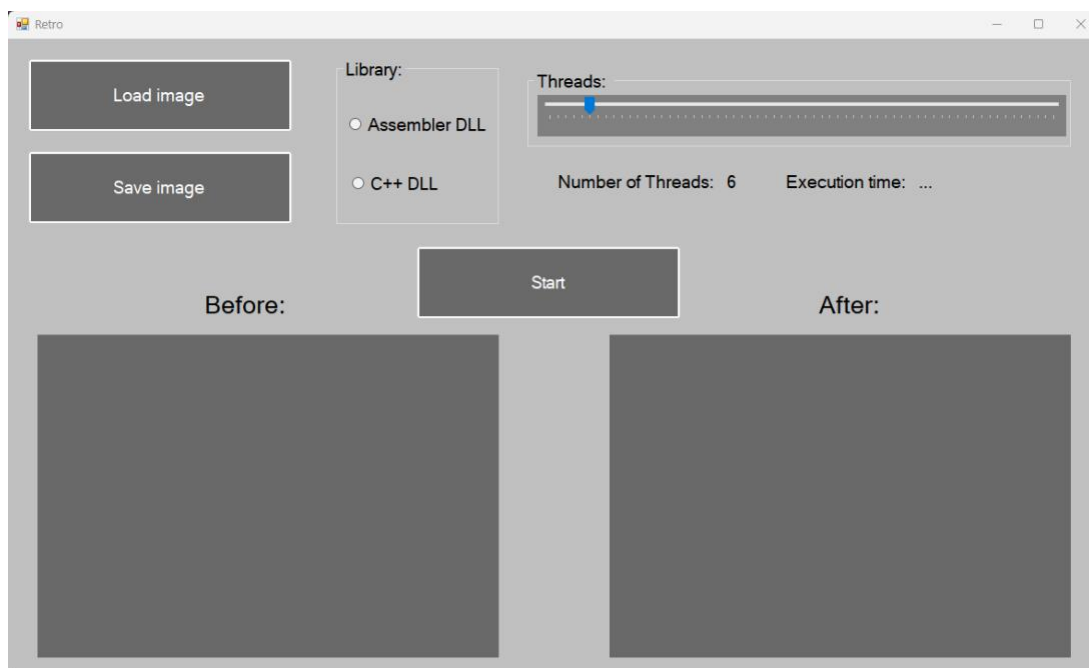 Retro
Load image
Save image
Library:
Assembler DLL
C++ DLL
Threads:
Number of Threads: 6
Execution time: ...
Start
Before:
After: